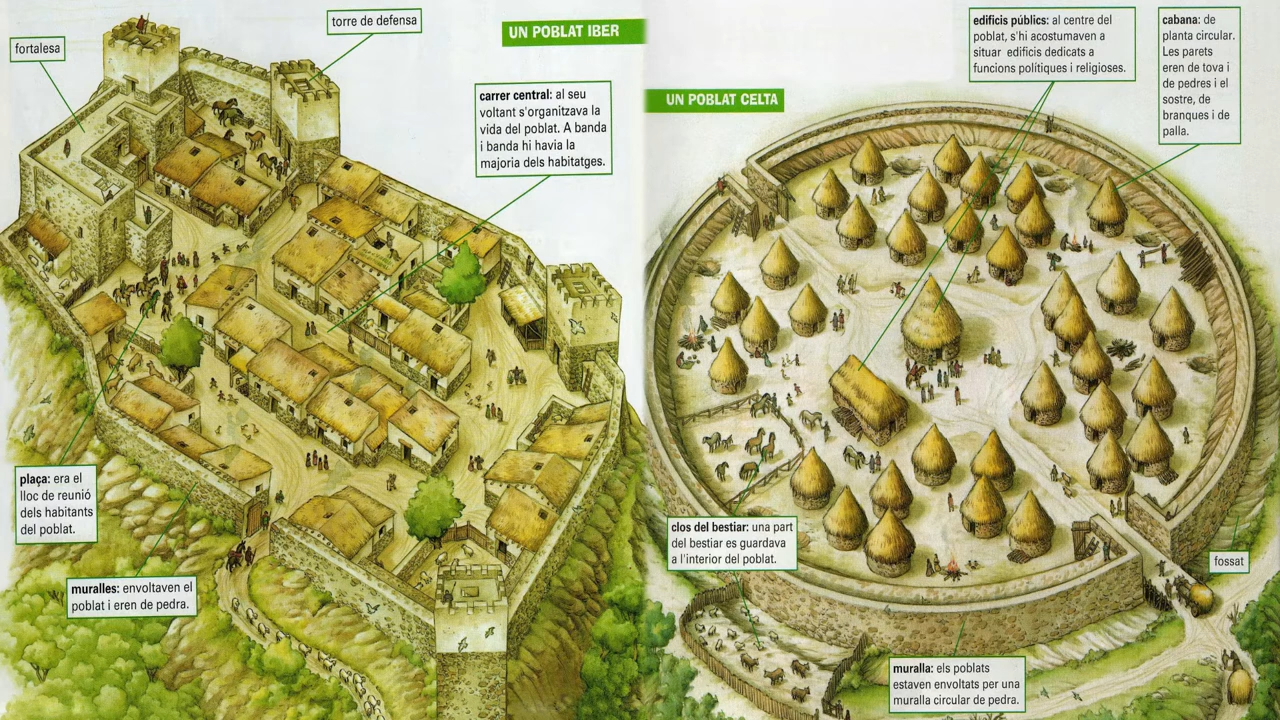 UN POBLAT IBER
fortalesa
torre de defensa
carrer central: al seu
voltant s'organitzava la
vida del poblat. A banda
i banda hi havia la
majoria dels habitatges.
plaça: era el
lloc de reunió
dels habitants
del poblat.
muralles: envoltaven el
poblat i eren de pedra.
UN POBLAT CELTA
edificis públics: al centre del
poblat, s'hi acostumaven a
situar edificis dedicats a
funcions polítiques i religioses.
cabana: de
planta circular.
Les parets
eren de tova i
de pedres i el
sostre, de
branques i de
palla.
clos del bestiar: una part
del bestiar es guardava
a l'interior del poblat.
fossat
muralla: els poblats
estaven envoltats per una
muralla circular de pedra.